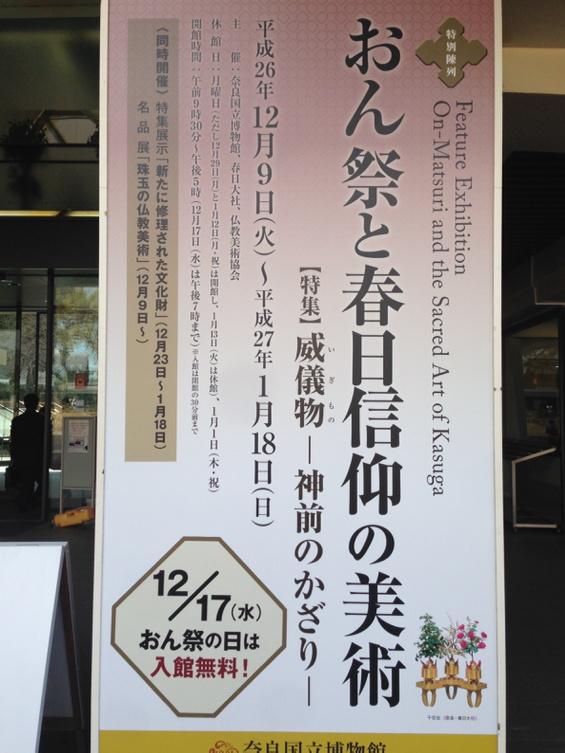 特別陳列
Feature Exhibition
On-Matsuri and the Sacred Art of Kasuga
おん祭と春日信仰の美術
【特集】威儀物―神前のかざり―
いぎもの
平成26年12月9日(火)～平成27年1月18日(日)
主　催：奈良国立博物館、春日大社、仏教美術協会
休館日：月曜日(ただし12月29日(月)と1月12日(月・祝)は開館し、1月13日(火)は休館)、1月1日(木・祝)
開館時間：午前9時30分～午後5時(12月17日(水)は午後7時まで)※入館は閉館の30分前まで
〈同時開催〉特集展示「新たに修理された文化財」(12月23日～1月18日)
名品展「珠玉の仏教美術」(12月9日～)
12/17(水)
おん祭の日は
入館無料!
奈良国立博物館